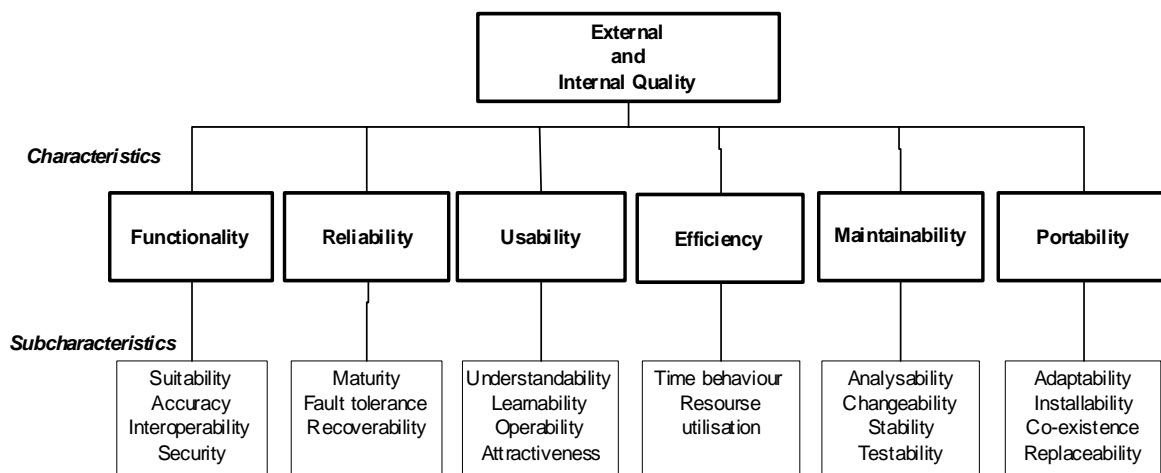 External
and
Internal Quality
Characteristics
Functionality
Reliability
Usability
Efficiency
Maintainability
Portability
Subcharacteristics
Suitability
Accuracy
Interoperability
Security
Maturity
Fault tolerance
Recoverability
Understandability
Learnability
Operability
Attractiveness
Time behaviour
Resourse
utilisation
Analysability
Changeability
Stability
Testability
Adaptability
Installability
Co-existence
Replaceability